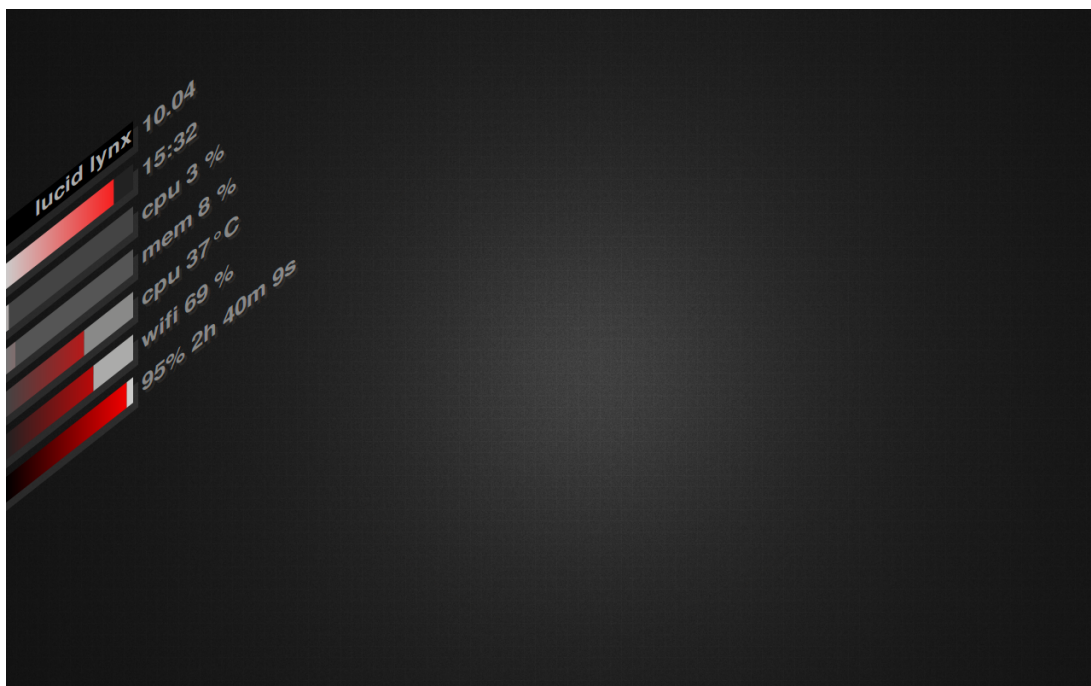 lucid lynx 10.04
15:32
cpu 3 %
mem 8 %
cpu 37°C
wifi 69 %
95% 2h 40m 9s